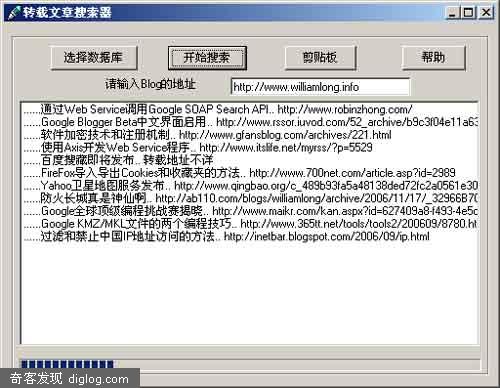 转载文章搜索器
选择数据库 开始搜索 剪贴板 帮助
请输入Blog的地址 http://www.williamlong.info
......通过Web Service调用Google SOAP Search API.. http://www.robinzhong.com/
......Google Blogger Beta中文界面启用.. http://www.rssor.iuvod.com/52_archive/b9c3f04e11a63
......软件加密技术和注册机制.. http://www.gfansblog.com/archives/221.html
......使用Axis开发Web Service程序.. http://www.itslife.net/myrss/?p=5529
......百度搜藏即将发布.. 转载地址不详
......FireFox导入导出Cookies和收藏夹的方法.. http://www.700net.com/article.asp?id=2989
......Yahoo卫星地图服务发布.. http://www.qingbao.org/c_489b93fa5a48138ded72fc2a0561e30
......防火长城真是神仙啊.. http://ab110.com/blogs/williamlong/archive/2006/11/17/_32966B70
......Google全球顶级编程挑战赛揭晓.. http://www.maikr.com/kan.aspx?id=627409a8-f493-4e5c
......Google KMZ/MKL文件的两个编程技巧.. http://www.365tt.net/tools/tools2/200609/8780.ht
......过滤和禁止中国IP地址访问的方法.. http://inetbar.blogspot.com/2006/09/ip.html
奇客发现 diglog.com